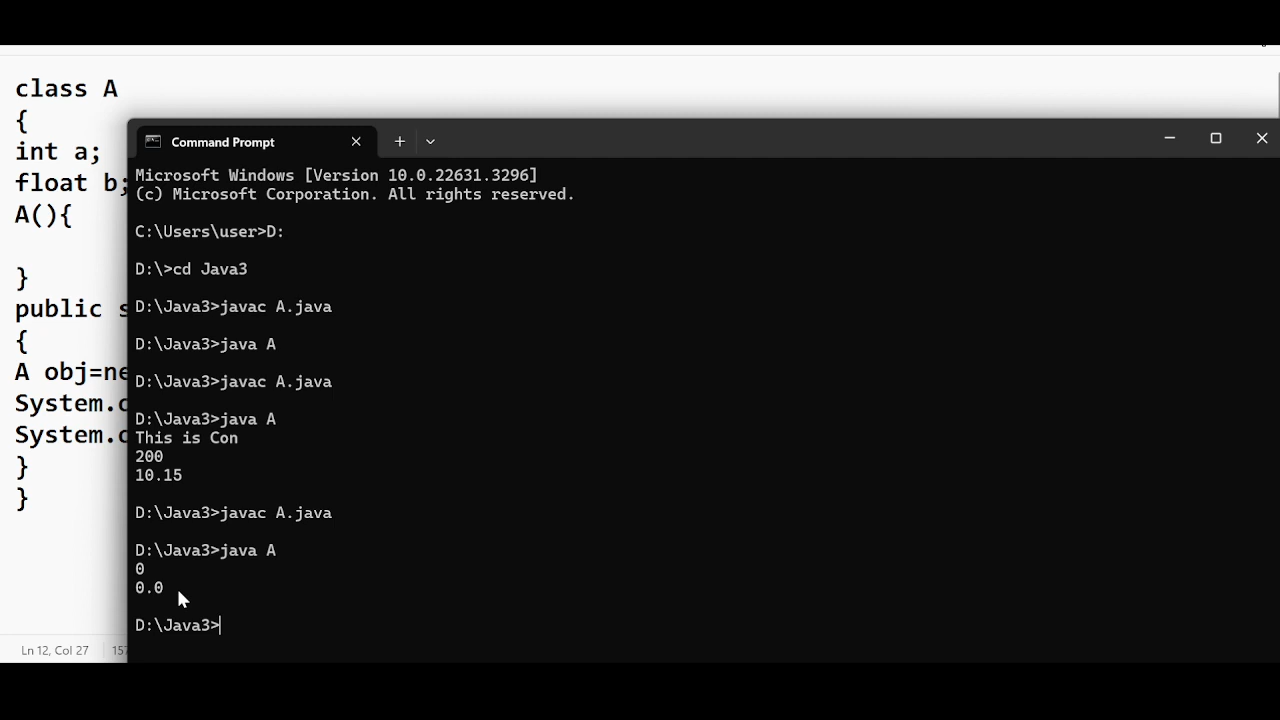 class A
{
int a;
float b;
A(){
}
public s
{
A obj=ne
System.o
System.o
}
}
Ln 12, Col 27
157
Command Prompt
Microsoft Windows [Version 10.0.22631.3296]
(c) Microsoft Corporation. All rights reserved.
C:\Users\user>D:
D:\>cd Java3
D:\Java3>javac A.java
D:\Java3>java A
D:\Java3>javac A.java
D:\Java3>java A
This is Con
200
10.15
D:\Java3>javac A.java
D:\Java3>java A
0
0.0
D:\Java3>